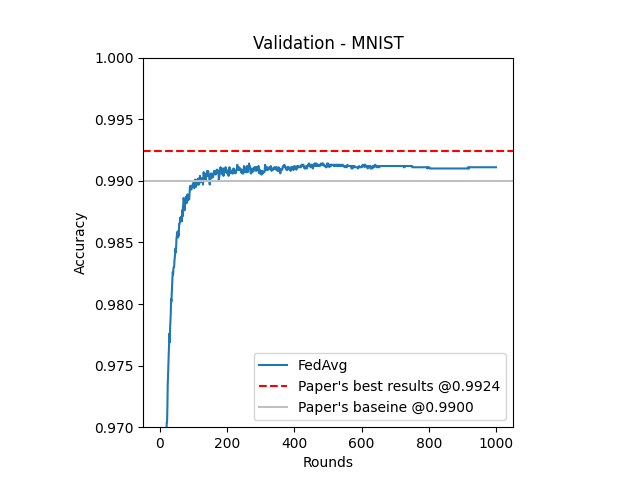 Validation - MNIST
1.000
0.995
0.990
0.985
0.980
0.975
0.970
Accuracy
FedAvg
Paper's best results @0.9924
Paper's baseine @0.9900
0 200 400 600 800 1000
Rounds